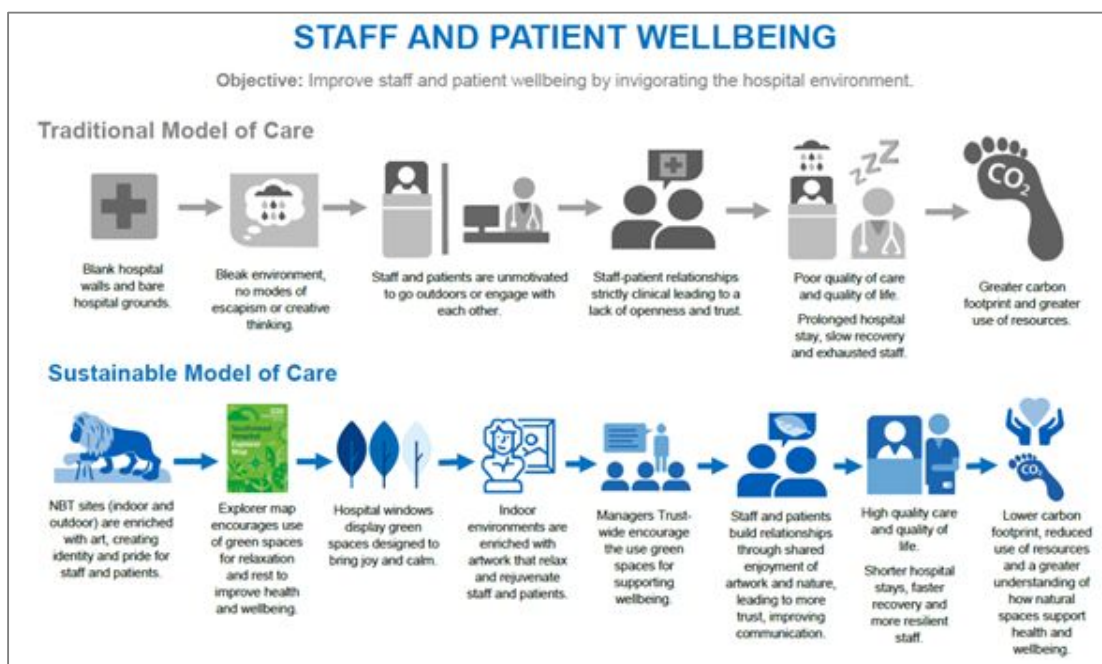 STAFF AND PATIENT WELLBEING
Objective: Improve staff and patient wellbeing by invigorating the hospital environment.
Traditional Model of Care
Blank hospital
walls and bare
hospital grounds.
Bleak environment,
no modes of
escapism or creative
thinking.
Staff and patients are unmotivated
to go outdoors or engage with
each other.
Staff-patient relationships
strictly clinical leading to a
lack of openness and trust.
zzZ
Poor quality of care
and quality of life.
Prolonged hospital
stay, slow recovery
and exhausted staff.
CO2
Greater carbon
footprint and greater
use of resources.
Sustainable Model of Care
NBT sites (indoor and
outdoor) are enriched
with art, creating
identity and pride for
staff and patients.
Southmead
Hospital
Explorer
Map
Explorer map
encourages use
of green spaces
for relaxation
and rest to
improve health
and wellbeing.
Hospital windows
display green
spaces designed to
bring joy and calm.
Indoor
environments are
enriched with
artwork that relax
and rejuvenate
staff and patients.
Managers Trust-
wide encourage
the use green
spaces for
supporting
wellbeing.
Staff and patients
build relationships
through shared
enjoyment of
artwork and nature,
leading to more
trust, improving
communication.
High quality care
and quality of
life.
Shorter hospital
stays, faster
recovery and
more resilient
staff.
CO2
Lower carbon
footprint, reduced
use of resources
and a greater
understanding of
how natural
spaces support
health and
wellbeing.